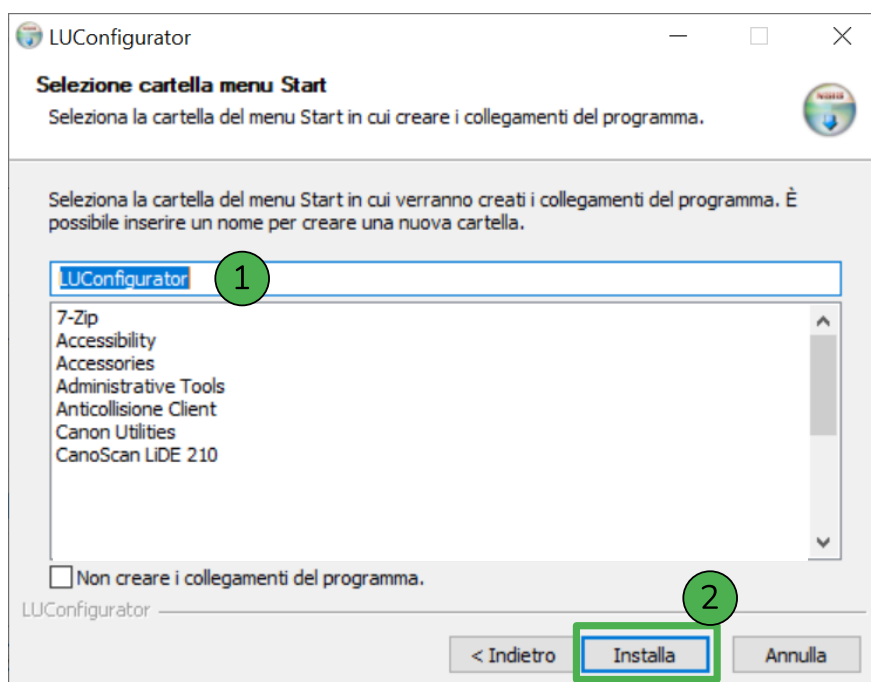 LUConfigurator
Selezione cartella menu Start
Seleziona la cartella del menu Start in cui creare i collegamenti del programma.
Seleziona la cartella del menu Start in cui verranno creati i collegamenti del programma. È
possibile inserire un nome per creare una nuova cartella.
LUConfigurator 1
7-Zip
Accessibility
Accessories
Administrative Tools
Anticollisione Client
Canon Utilities
CanoScan LiDE 210
Non creare i collegamenti del programma.
LUConfigurator
2
< Indietro Installa Annulla